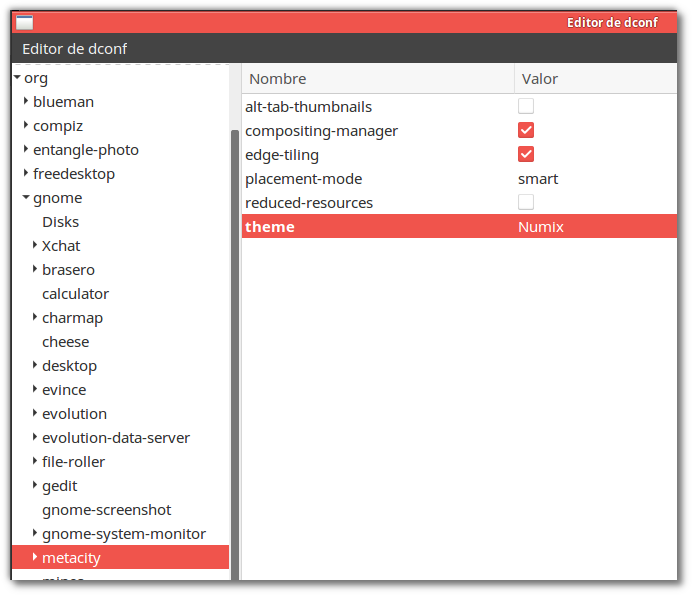 Editor de dconf
Editor de dconf
org
blueman
compiz
entangle-photo
freedesktop
gnome
Disks
Xchat
brasero
calculator
charmap
cheese
desktop
evince
evolution
evolution-data-server
file-roller
gedit
gnome-screenshot
gnome-system-monitor
metacity
Nombre Valor
alt-tab-thumbnails
compositing-manager
edge-tiling
placement-mode smart
reduced-resources
theme Numix